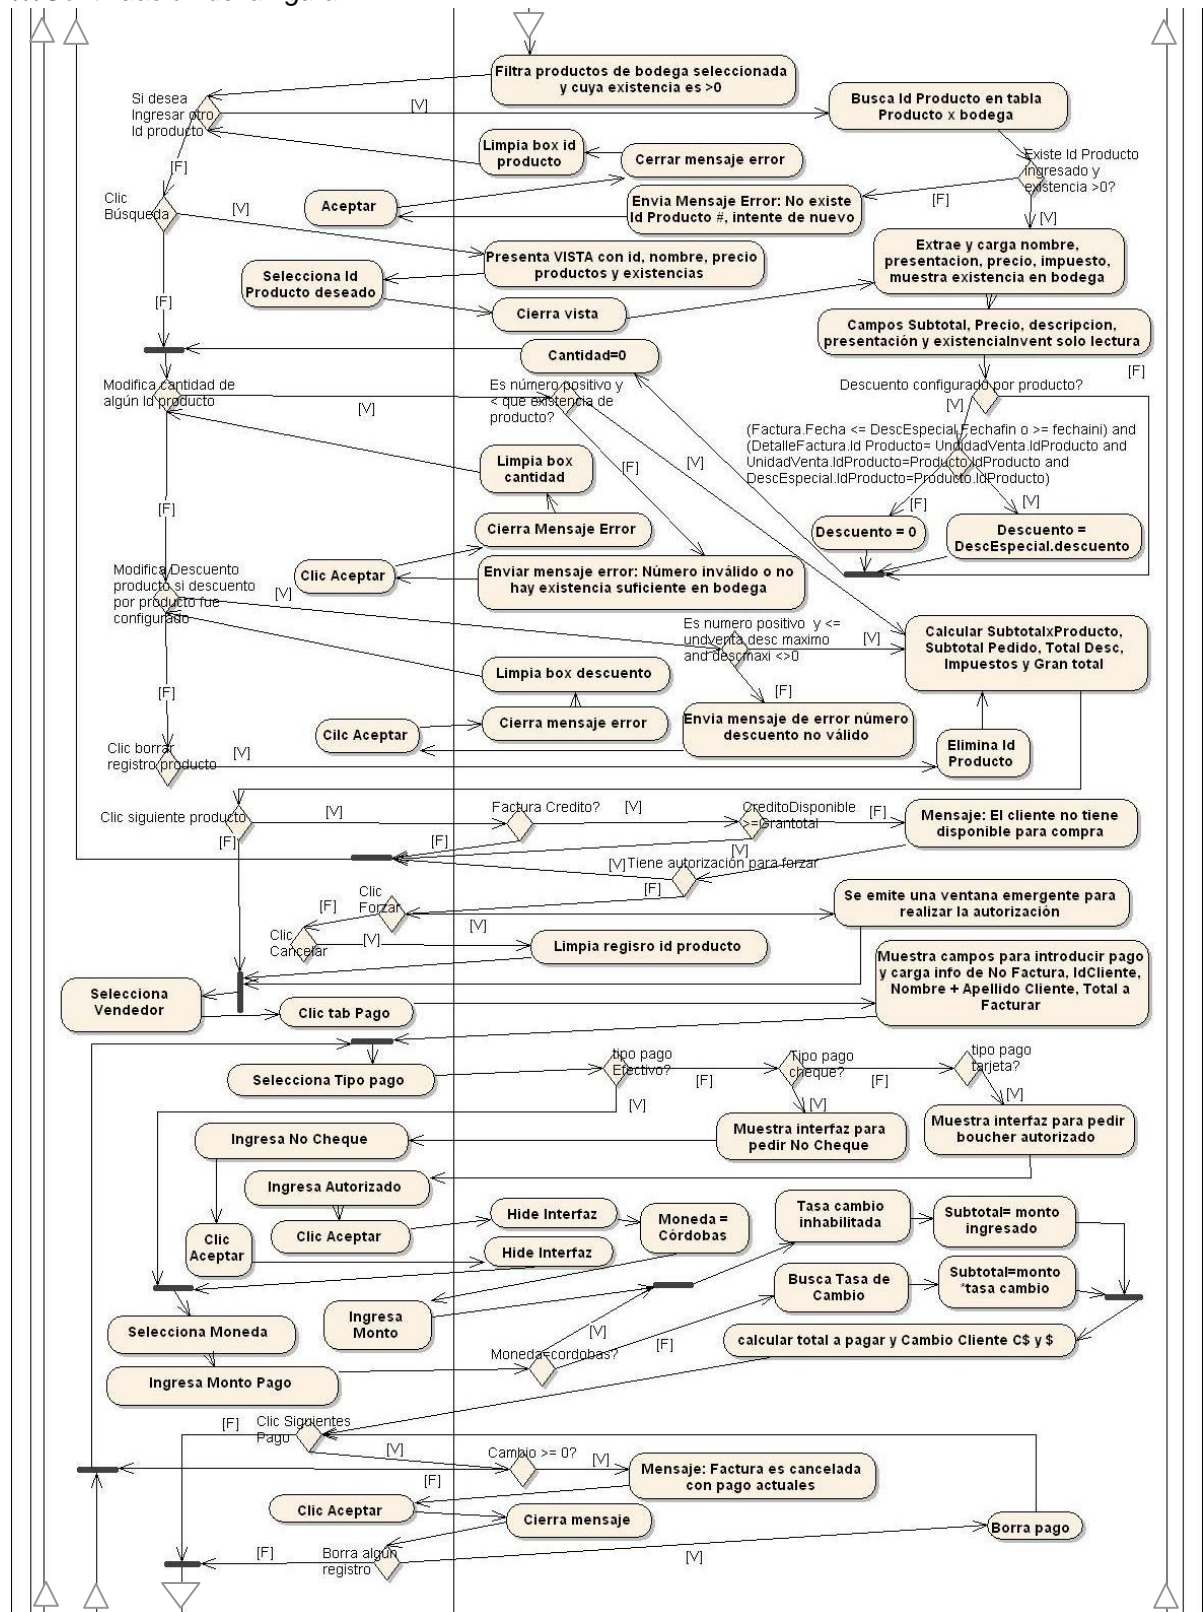 Filtra productos de bodega seleccionada
y cuya existencia es >0
Si desea
Ingresar otro
Id producto
[V]
Busca Id Producto en tabla
Producto x bodega
Limpia box id
producto
Cerrar mensaje error
Existe Id Producto
ingresado y
existencia >0?
[F]
Clic
Búsqueda
[V]
Aceptar
Envia Mensaje Error: No existe
Id Producto #, intente de nuevo
[F]
[V]
Presenta VISTA con id, nombre, precio
productos y existencias
Extrae y carga nombre,
presentacion, precio, impuesto,
muestra existencia en bodega
Selecciona Id
Producto deseado
[F]
Cierra vista
Campos Subtotal, Precio, descripcion,
presentación y existenciaInvent solo lectura
Cantidad=0
[F]
Modifica cantidad de
algún Id producto
[V]
Es número positivo y
< que existencia de
producto?
Descuento configurado por producto?
[V]
(Factura.Fecha <= DescEspecial.Fechafin o >= fechaini) and
(DetalleFactura.Id Producto= UndidadVenta.IdProducto and
UnidadVenta.IdProducto=Producto.IdProducto and
DescEspecial.IdProducto=Producto.IdProducto)
Limpia box
cantidad
[F]
[V]
[F]
[F]
[V]
Cierra Mensaje Error
Descuento = 0
Descuento =
DescEspecial.descuento
Modifica Descuento
producto si descuento
por producto fue
configurado
[V]
Clic Aceptar
Enviar mensaje error: Número inválido o no
hay existencia suficiente en bodega
Es numero positivo y <=
undventa desc maximo
and descmaxi <>0
[V]
Calcular SubtotalxProducto,
Subtotal Pedido, Total Desc,
Impuestos y Gran total
Limpia box descuento
[F]
[F]
Cilc Aceptar
Cierra mensaje error
Envia mensaje de error número
descuento no válido
Elimina Id
Producto
Clic borrar
registro producto
[V]
Clic siguiente producto
[V]
Factura Credito?
[V]
CreditoDisponible
>=Grantotal
[F]
Mensaje: El cliente no tiene
disponible para compra
[F]
[F]
[V]
[V]
Tiene autorización para forzar
[F]
Clic
Forzar
[F]
[V]
Se emite una ventana emergente para
realizar la autorización
Clic
Cancelar
[V]
Limpia regisro id producto
Muestra campos para introducir pago
y carga info de No Factura, IdCliente,
Nombre + Apellido Cliente, Total a
Facturar
Selecciona
Vendedor
Clic tab Pago
Selecciona Tipo pago
tipo pago
Efectivo?
[F]
Tipo pago
cheque?
[F]
tipo pago
tarjeta?
[V]
[V]
[V]
Ingresa No Cheque
Muestra interfaz para
pedir No Cheque
Muestra interfaz para pedir
boucher autorizado
Ingresa Autorizado
Clic
Aceptar
Clic Aceptar
Hide Interfaz
Hide Interfaz
Moneda =
Córdobas
Tasa cambio
inhabilitada
Subtotal= monto
ingresado
Busca Tasa de
Cambio
Subtotal=monto
*tasa cambio
Selecciona Moneda
Ingresa
Monto
[V]
[F]
calcular total a pagar y Cambio Cliente C$ y $
Ingresa Monto Pago
Moneda=cordobas?
[F]
Clic Siguientes
Pago
[V]
Cambio >= 0?
[V]
Mensaje: Factura es cancelada
con pago actuales
[F]
Clic Aceptar
Cierra mensaje
Borra pago
[F]
Borra algún
registro
[V]